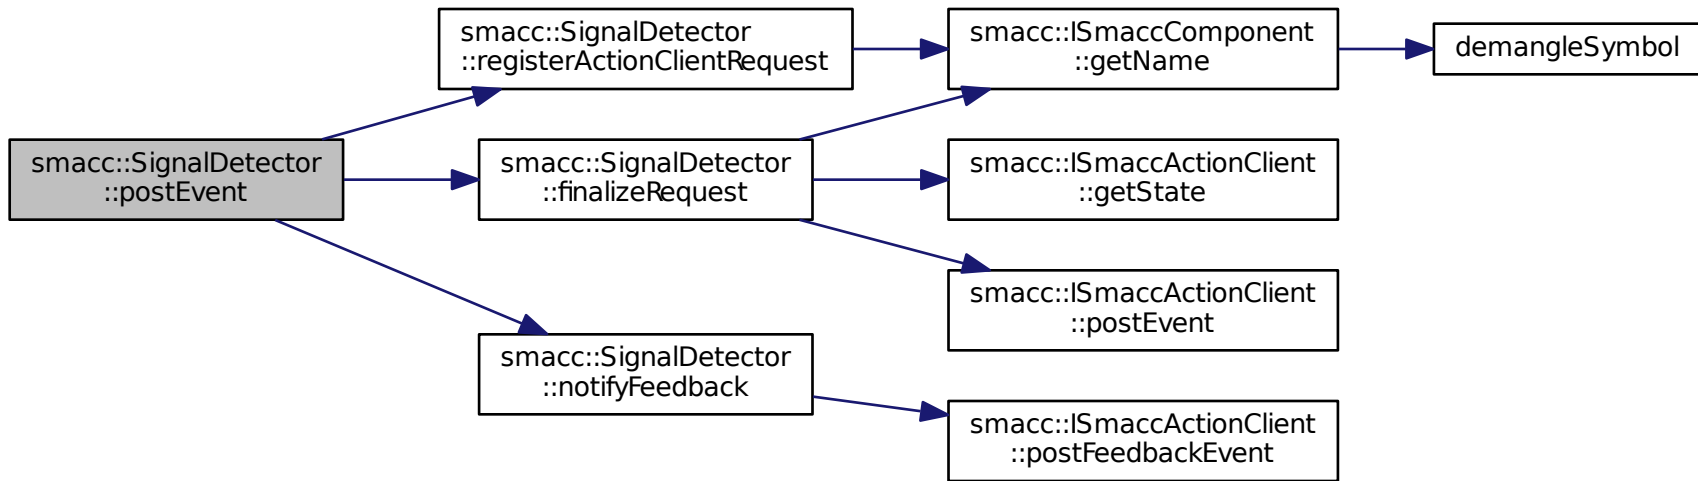 smacc::SignalDetector
::postEvent
smacc::SignalDetector
::registerActionClientRequest
smacc::SignalDetector
::finalizeRequest
smacc::SignalDetector
::notifyFeedback
smacc::ISmaccComponent
::getName
smacc::ISmaccActionClient
::getState
smacc::ISmaccActionClient
::postEvent
smacc::ISmaccActionClient
::postFeedbackEvent
demangleSymbol